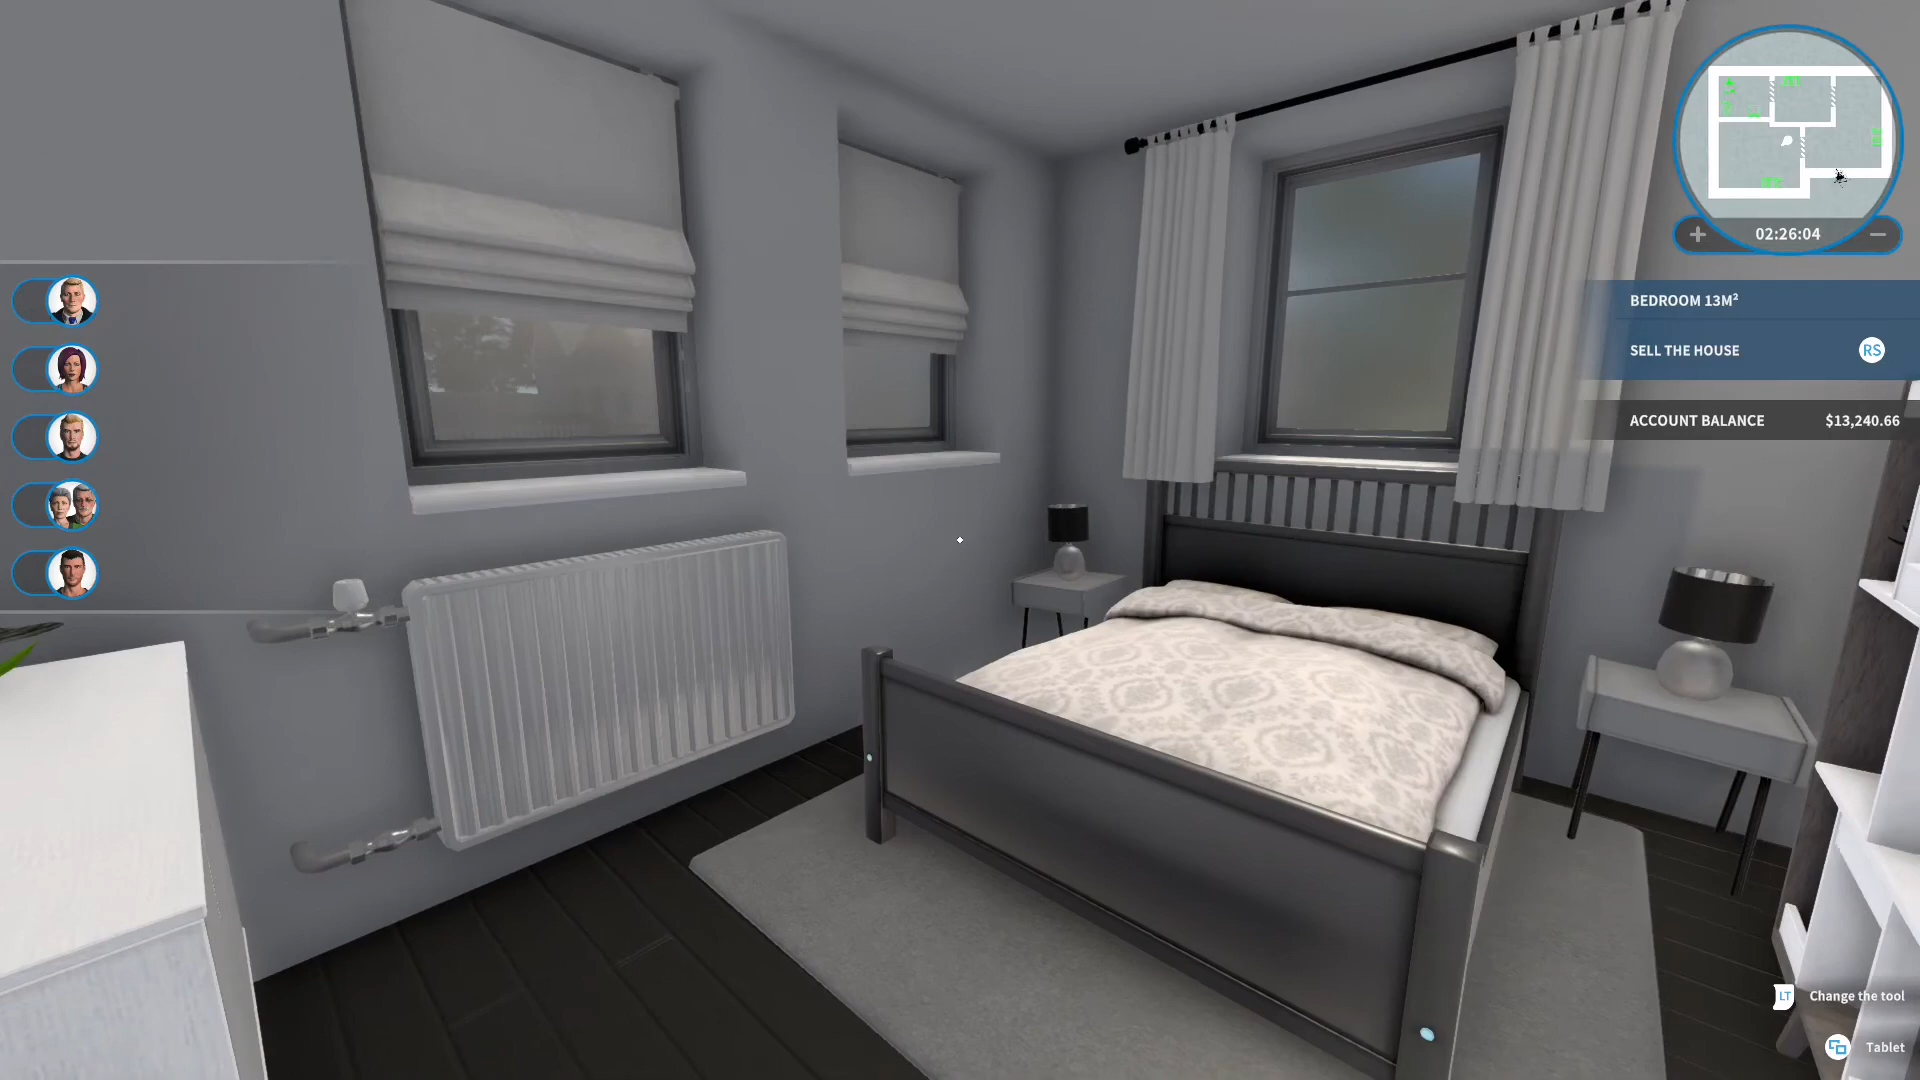 02:26:04
BEDROOM 13M²
SELL THE HOUSE RS
ACCOUNT BALANCE $13,240.66
LT Change the tool
Tablet